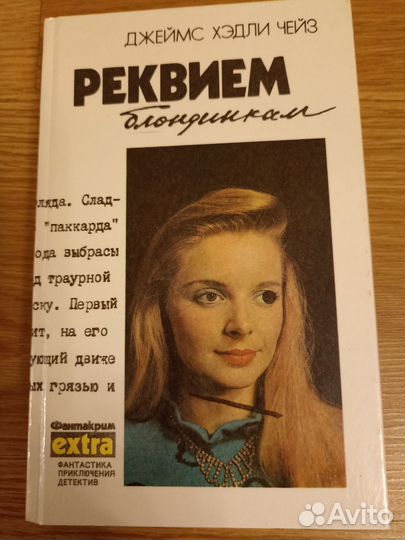 ДЖЕЙМС ХЭДЛИ ЧЕЙЗ
РЕКВИЕМ
блондинкам
ляда. Слад-
"паккарда"
ода выбрасы
д траурной
ску. Первый
ит, на его
ующий движе
ых грязью и
Фантакрим
extra
ФАНТАСТИКА
ПРИКЛЮЧЕНИЯ
ДЕТЕКТИВ
Avito